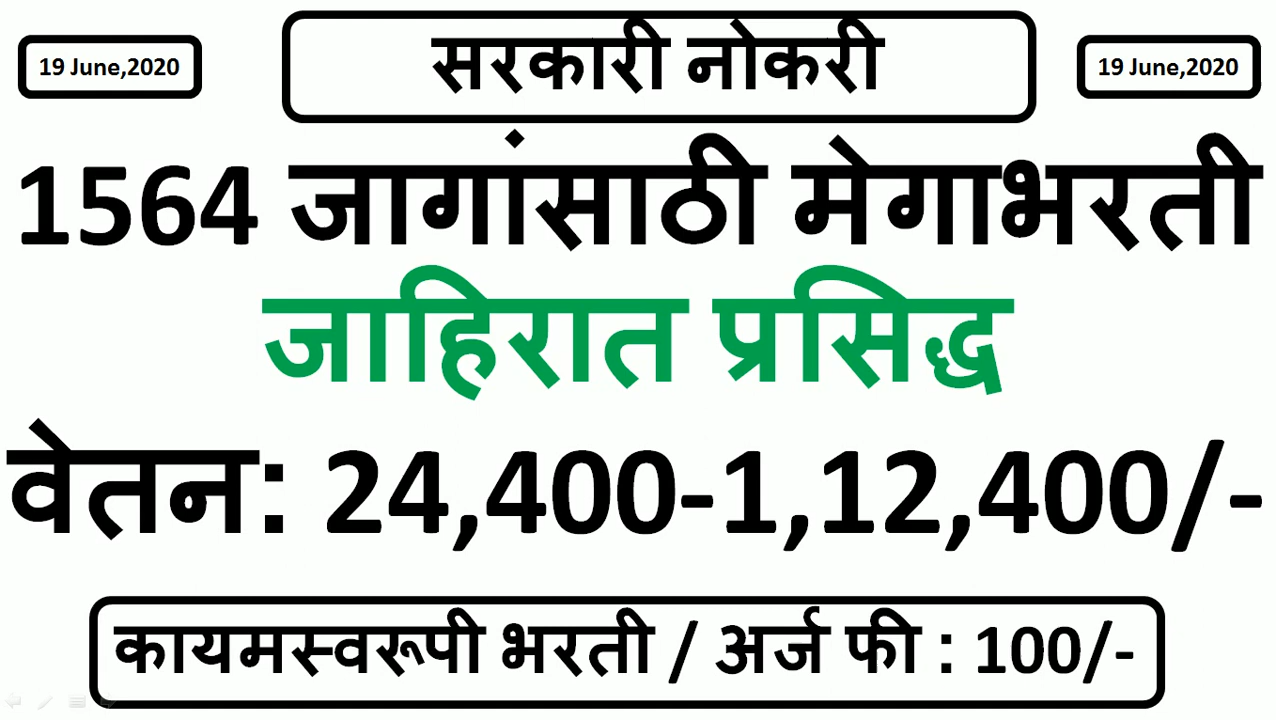 19 June,2020
सरकारी नोकरी
19 June,2020
1564 जागांसाठी मेगाभरती
जाहिरात प्रसिद्ध
वेतन: 24,400-1,12,400/-
कायमस्वरूपी भरती / अर्ज फी : 100/-